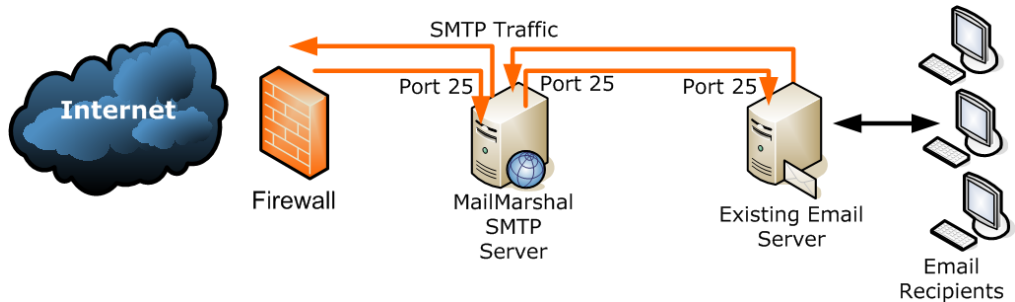 SMTP Traffic
Internet
Port 25
Port 25
Port 25
Firewall
MailMarshal
SMTP
Server
Existing Email
Server
Email
Recipients